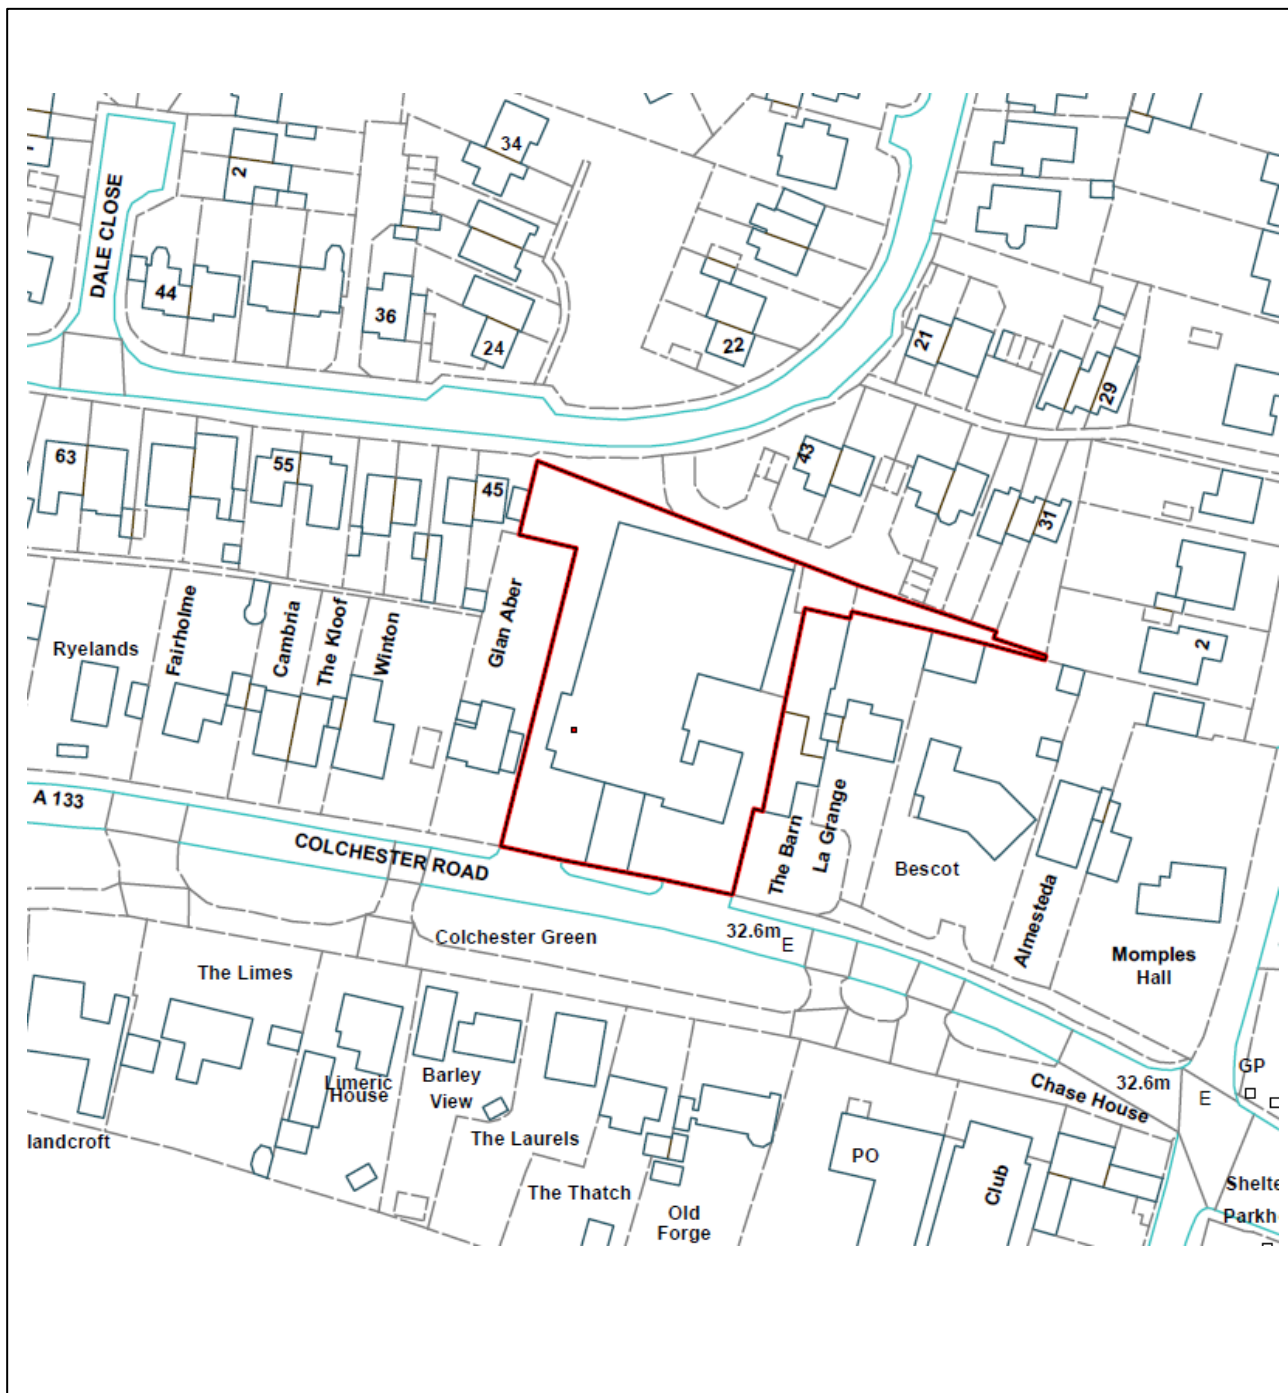 34
2
DALE CLOSE
44
36
24
22
21
29
63
55
45
43
31
2
Glan Aber
Fairholme
Cambria
The Kloof
Winton
Ryelands
A 133
COLCHESTER ROAD
The Barn
La Grange
Bescot
Almesteda
Momples
Hall
32.6m
E
Colchester Green
The Limes
Limeric
House
Barley
View
The Laurels
The Thatch
Old
Forge
landcroft
PO
Club
Chase House
32.6m
E
GP
Shelte
Parkh